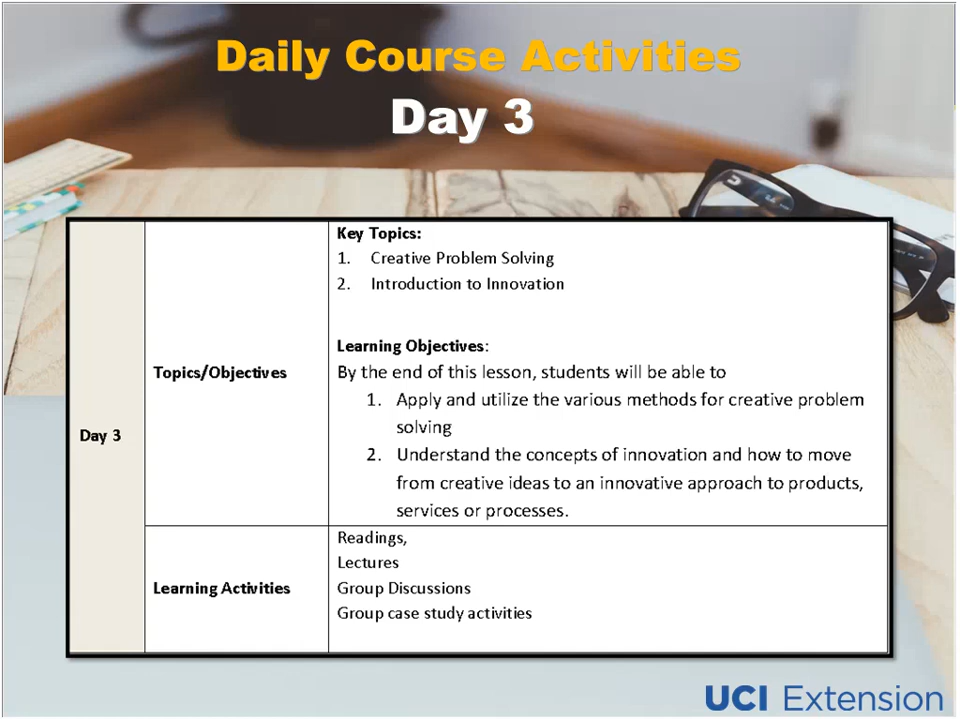 Daily Course Activities
Day 3
Day 3
Topics/Objectives
Key Topics:
1. Creative Problem Solving
2. Introduction to Innovation
Learning Objectives:
By the end of this lesson, students will be able to
1. Apply and utilize the various methods for creative problem
solving
2. Understand the concepts of innovation and how to move
from creative ideas to an innovative approach to products,
services or processes.
Learning Activities
Readings,
Lectures
Group Discussions
Group case study activities
UCI Extension